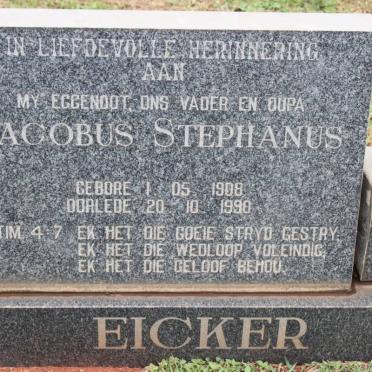 IN LIEFDEVOLLE HERINNERING
AAN
MY EGGENOOT, ONS VADER EN OUPA
JACOBUS STEPHANUS
GEBORE 1 05 1908
OORLEDE 20 10 1990
TIM 4:7 EK HET DIE GOEIE STRYD GESTRY,
EK HET DIE WEDLOOP VOLEINDIG,
EK HET DIE GELOOF BEHOU.
EICKER